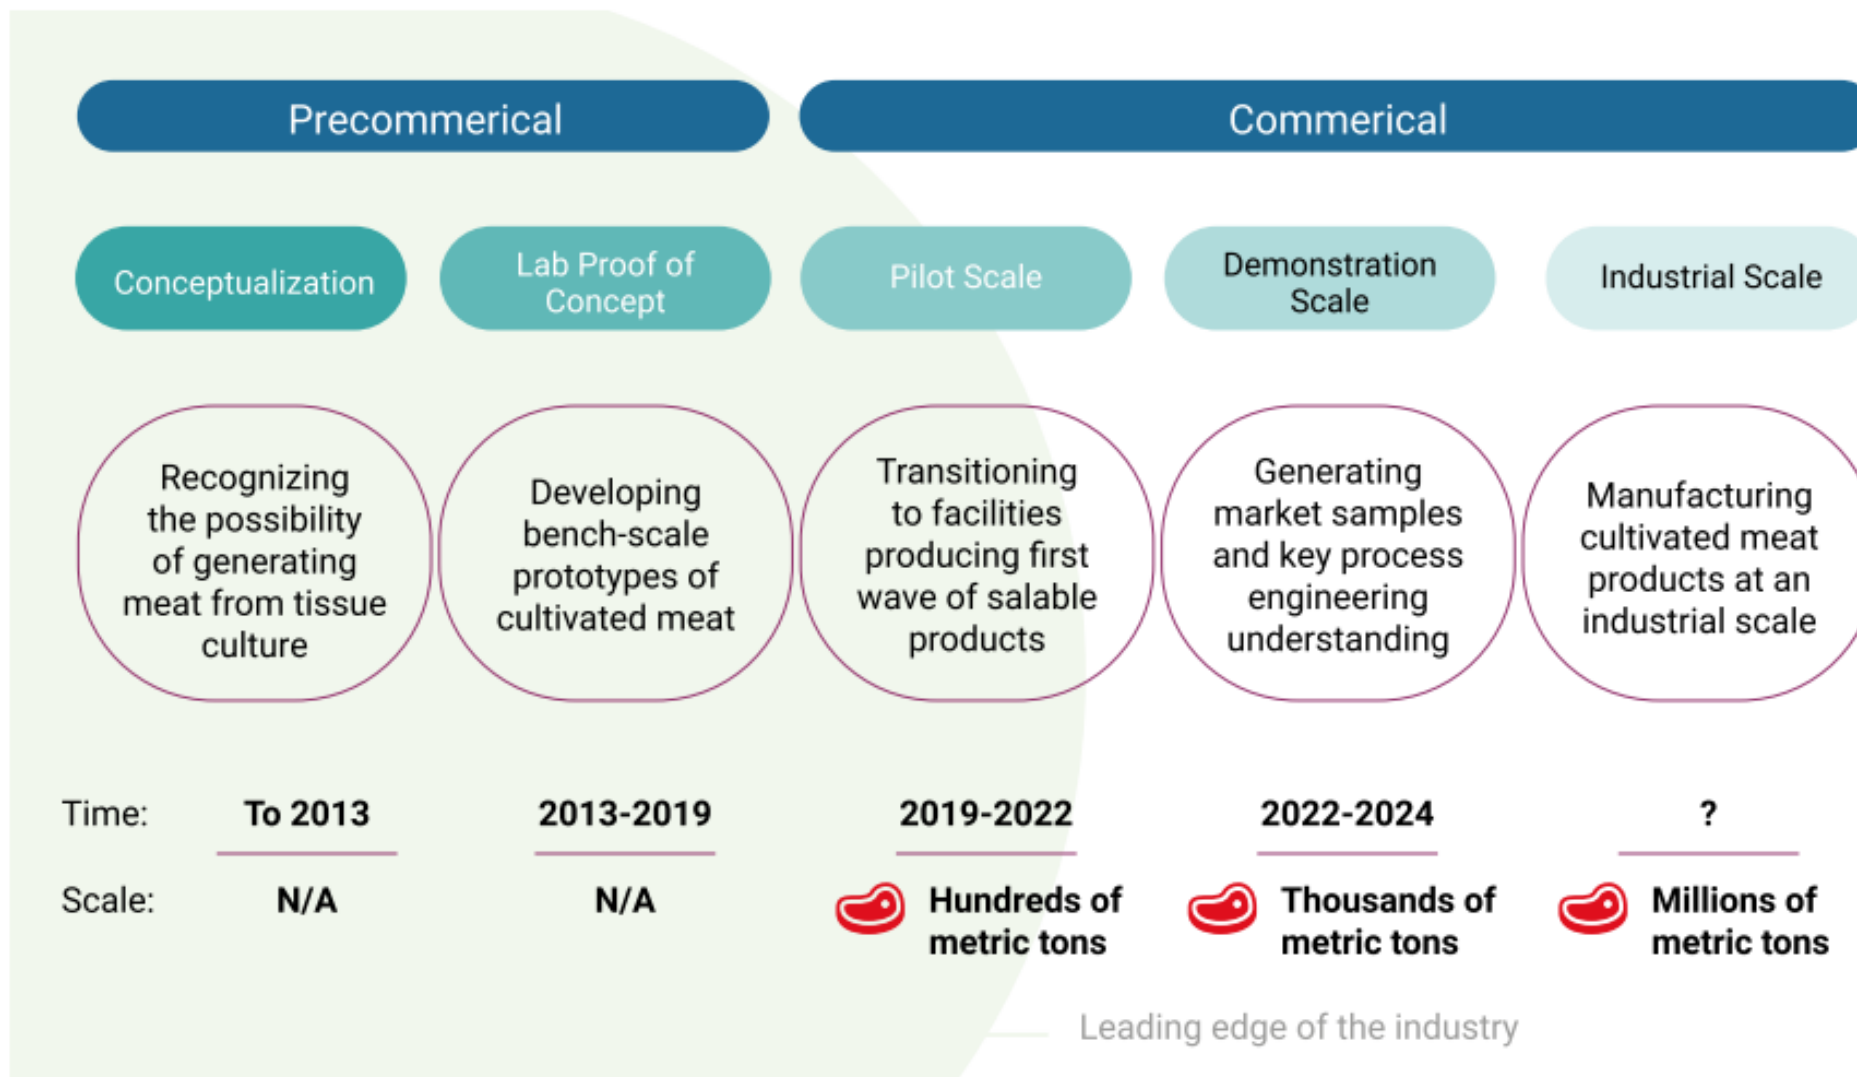 Precommerical
Commerical
Conceptualization
Lab Proof of
Concept
Pilot Scale
Demonstration
Scale
Industrial Scale
Recognizing
the possibility
of generating
meat from tissue
culture
Developing
bench-scale
prototypes of
cultivated meat
Transitioning
to facilities
producing first
wave of salable
products
Generating
market samples
and key process
engineering
understanding
Manufacturing
cultivated meat
products at an
industrial scale
Time: To 2013 2013-2019 2019-2022 2022-2024 ?
Scale: N/A N/A
Hundreds of
metric tons
Thousands of
metric tons
Millions of
metric tons
Leading edge of the industry